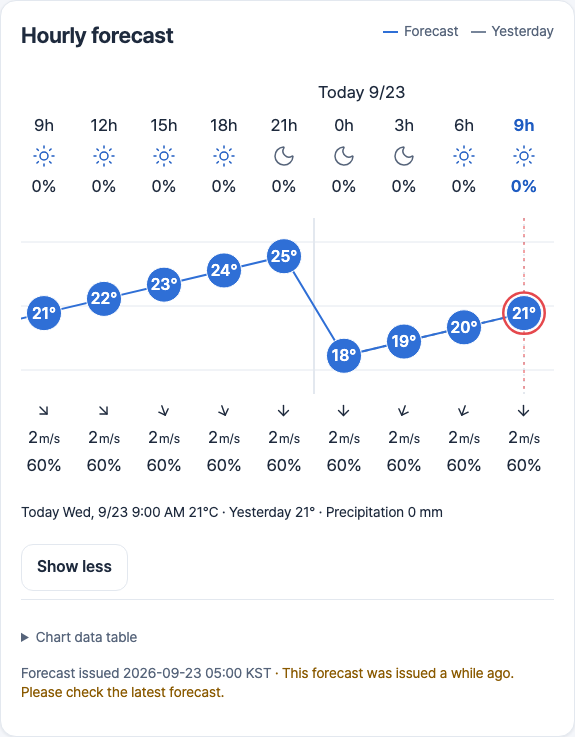 Hourly forecast
Forecast Yesterday
Today 9/23
9h 12h 15h 18h 21h 0h 3h 6h 9h
0% 0% 0% 0% 0% 0% 0% 0% 0%
21° 22° 23° 24° 25° 18° 19° 20° 21°
2m/s 2m/s 2m/s 2m/s 2m/s 2m/s 2m/s 2m/s 2m/s
60% 60% 60% 60% 60% 60% 60% 60% 60%
Today Wed, 9/23 9:00 AM 21°C · Yesterday 21° · Precipitation 0 mm
Show less
Chart data table
Forecast issued 2026-09-23 05:00 KST · This forecast was issued a while ago.
Please check the latest forecast.